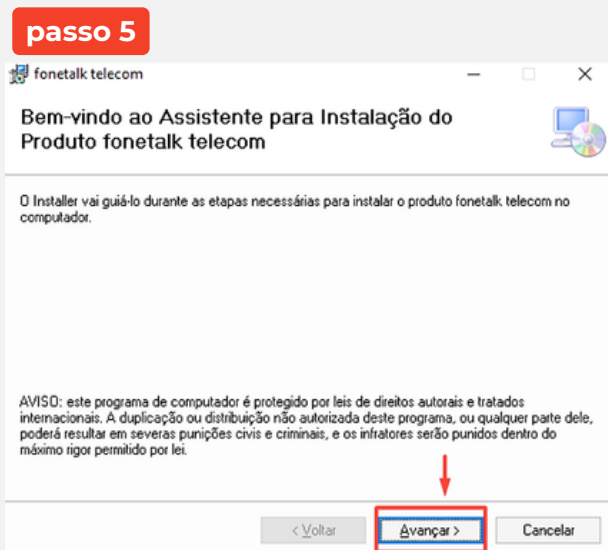 passo 5
fonetalk telecom
Bem-vindo ao Assistente para Instalação do
Produto fonetalk telecom
O Installer vai guiá-lo durante as etapas necessárias para instalar o produto fonetalk telecom no
computador.
AVISO: este programa de computador é protegido por leis de direitos autorais e tratados
internacionais. A duplicação ou distribuição não autorizada deste programa, ou qualquer parte dele,
poderá resultar em severas punições civis e criminais, e os infratores serão punidos dentro do
máximo rigor permitido por lei.
< Voltar Avançar > Cancelar